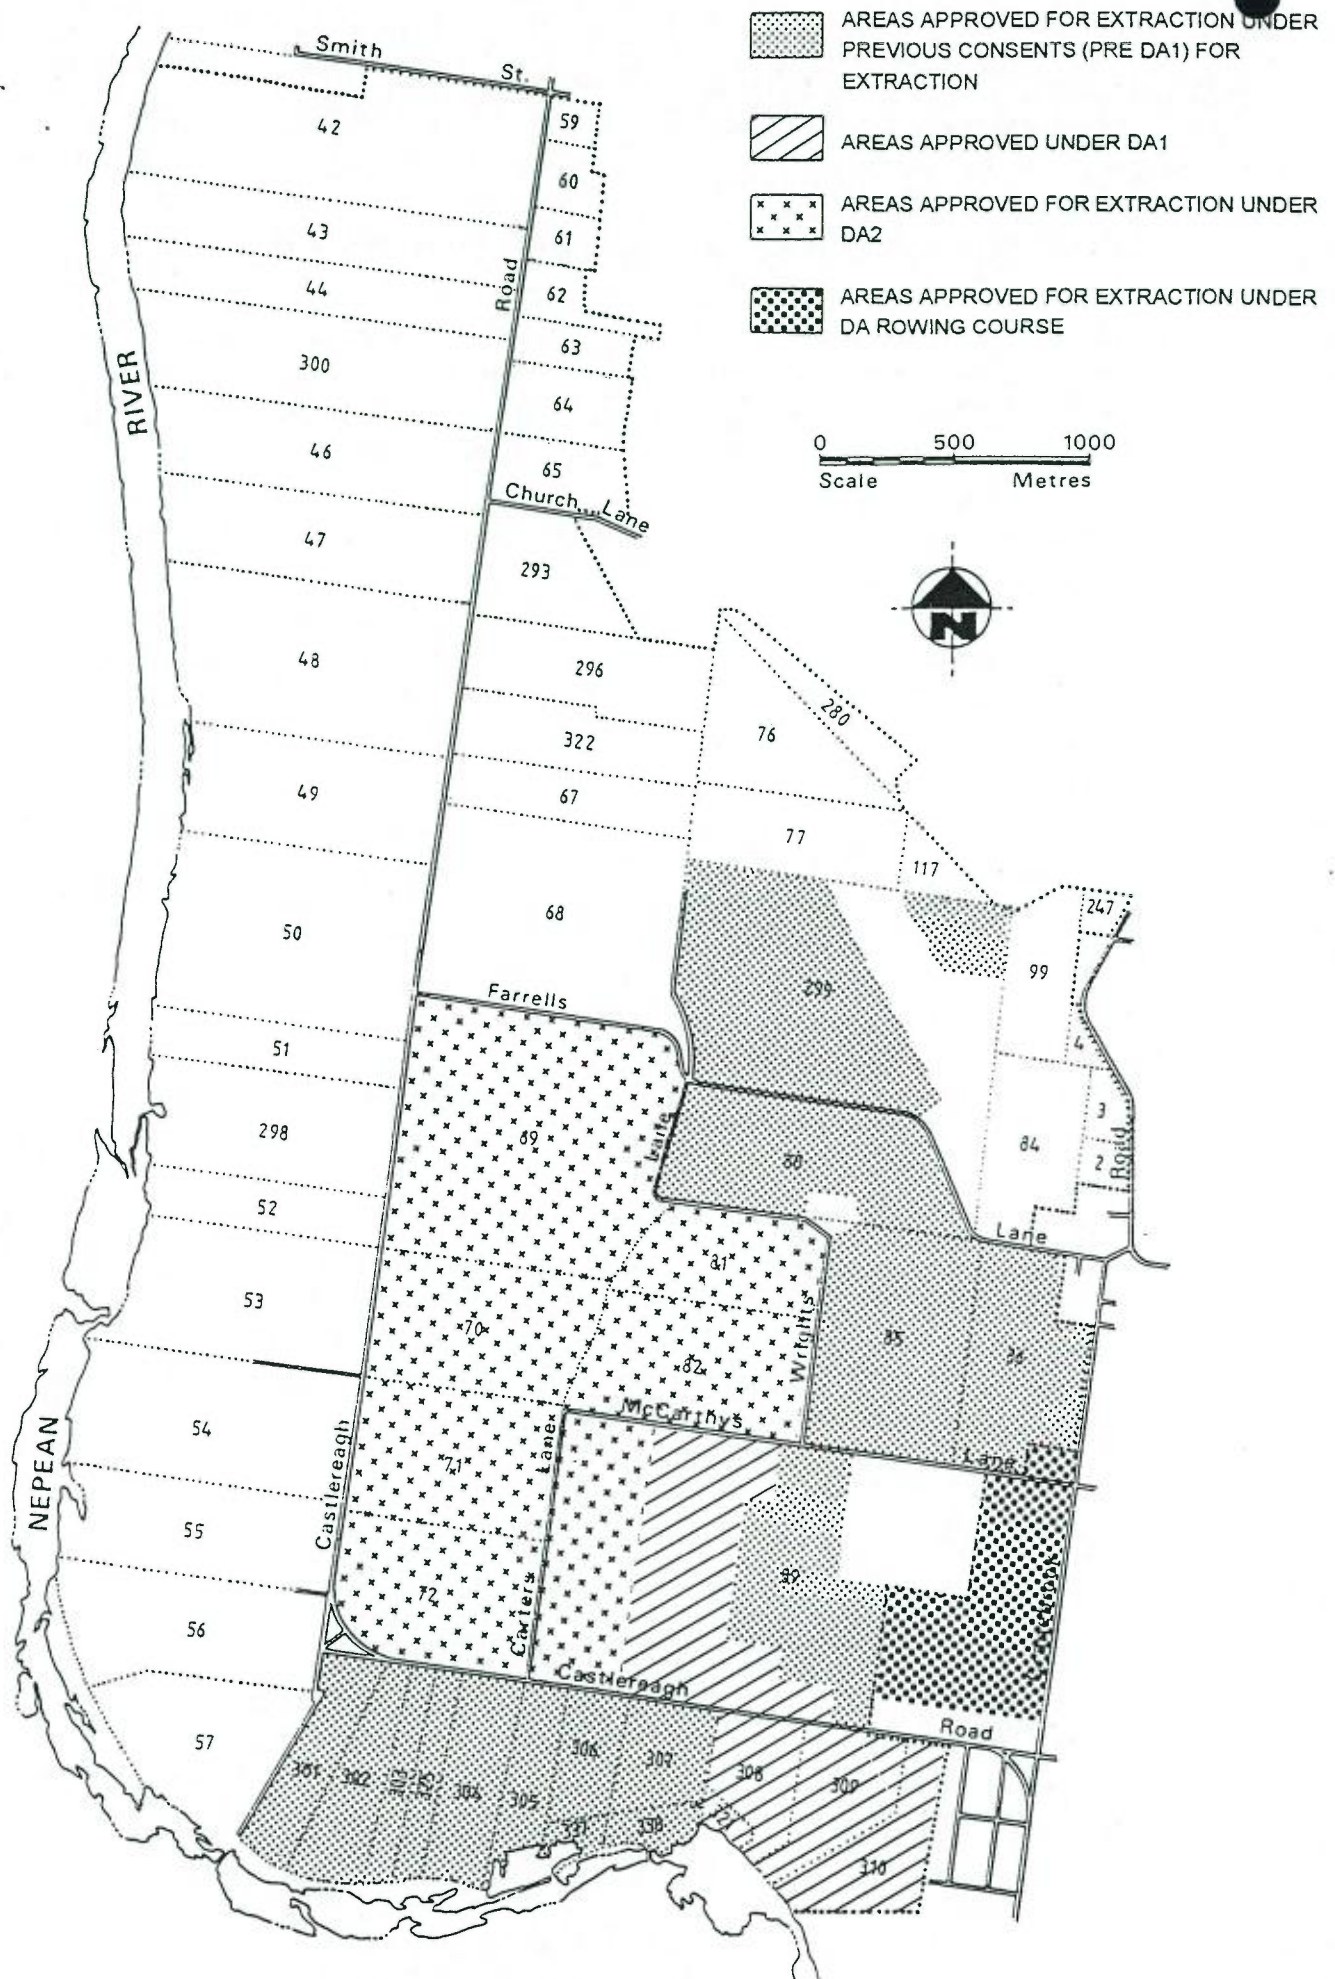 AREAS APPROVED FOR EXTRACTION UNDER
PREVIOUS CONSENTS (PRE DA1) FOR
EXTRACTION
AREAS APPROVED UNDER DA1
AREAS APPROVED FOR EXTRACTION UNDER
DA2
AREAS APPROVED FOR EXTRACTION UNDER
DA ROWING COURSE
0 500 1000
Scale Metres
N
Smith St.
42
59
60
43
61
Road
44
62
63
300
64
RIVER
46
65
Church Lane
47
293
48
296
280
76
322
49
67
77
117
68
247
50
99
299
Farrells
4
51
3
298
84
Road
2
52
Lane
81
53
70
85
82
Wrights
McCarthys
54
Lane
71
Lane
Castlereagh
NEPEAN
55
72
56
Carters
Castlereagh
Road
57
306
307
308
309
301
302
304
305
338
310